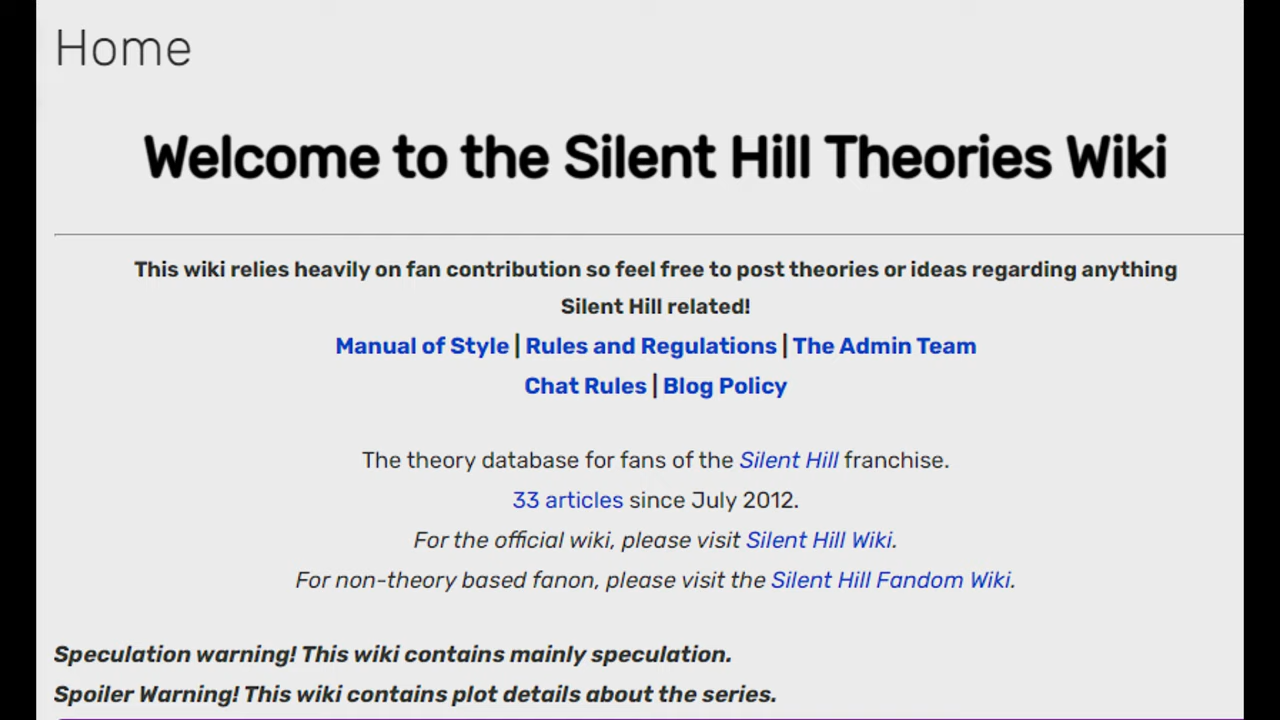 Home
Welcome to the Silent Hill Theories Wiki
This wiki relies heavily on fan contribution so feel free to post theories or ideas regarding anything
Silent Hill related!
Manual of Style | Rules and Regulations | The Admin Team
Chat Rules | Blog Policy
The theory database for fans of the Silent Hill franchise.
33 articles since July 2012.
For the official wiki, please visit Silent Hill Wiki.
For non-theory based fanon, please visit the Silent Hill Fandom Wiki.
Speculation warning! This wiki contains mainly speculation.
Spoiler Warning! This wiki contains plot details about the series.